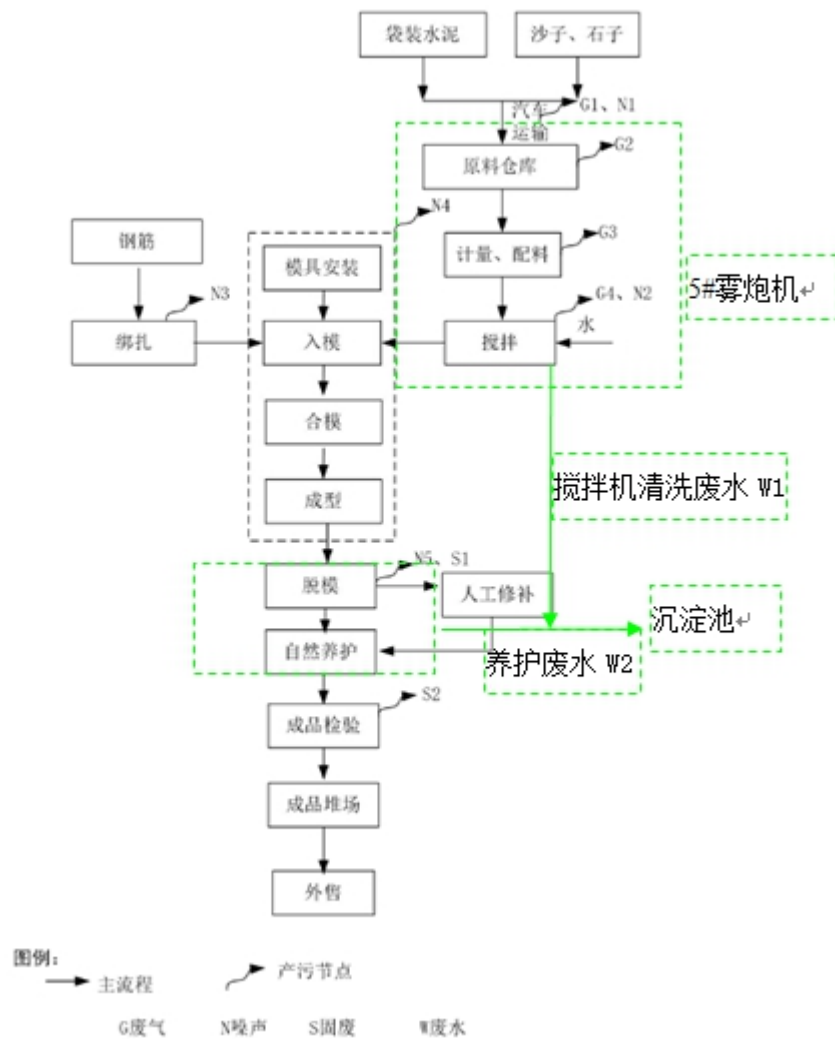 袋装水泥
沙子、石子
汽车
运输
G1、N1
原料仓库
G2
N4
钢筋
计量、配料
G3
模具安装
5#雾炮机
N3
G4、N2
绑扎
入模
搅拌
水
合模
搅拌机清洗废水 W1
成型
N5、S1
脱模
人工修补
沉淀池
自然养护
养护废水 W2
S2
成品检验
成品堆场
外售
图例：
主流程
产污节点
G废气 N噪声 S固废 W废水